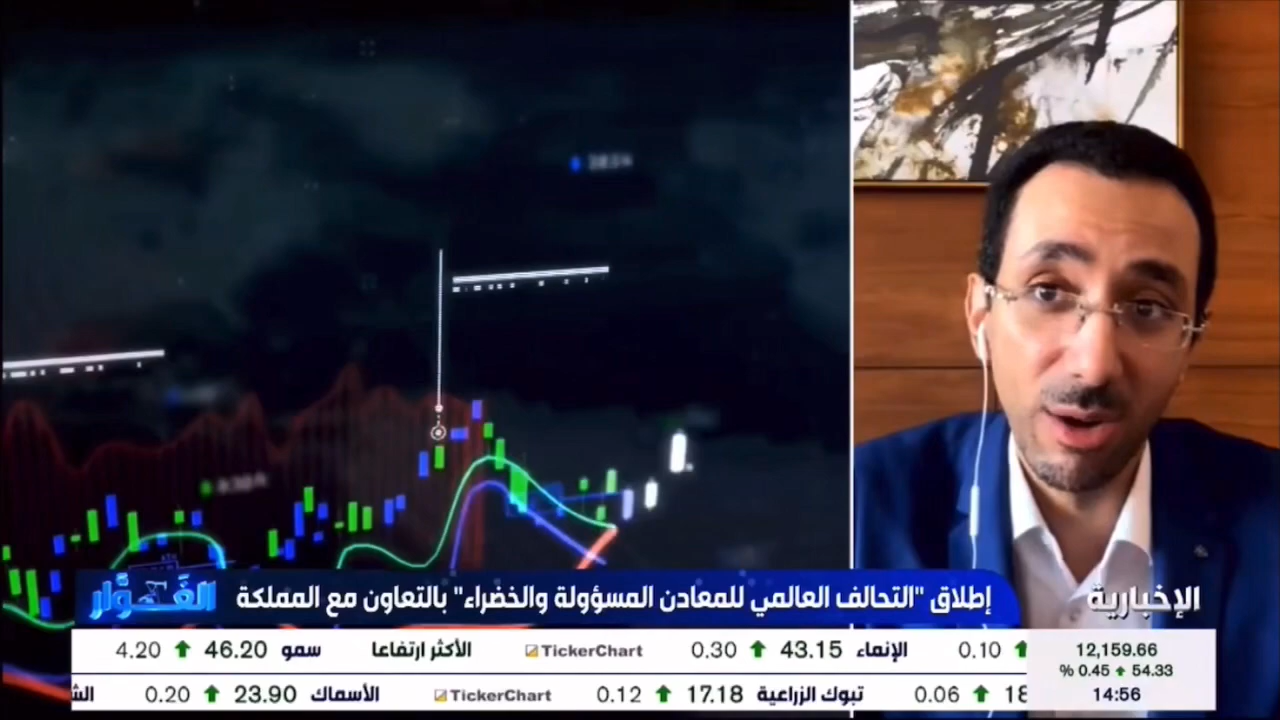 إطلاق "التحالف العالمي للمعادن المسؤولة والخضراء" بالتعاون مع المملكة
الإخبارية
12,159.66
% 0.45 54.33
14:56
0.10 الإنماء 43.15 0.30 TickerChart الأكثر ارتفاعا سمو 46.20 4.20
18 0.06 تبوك الزراعية 17.18 0.12 TickerChart الأسماك 23.90 0.20 الش